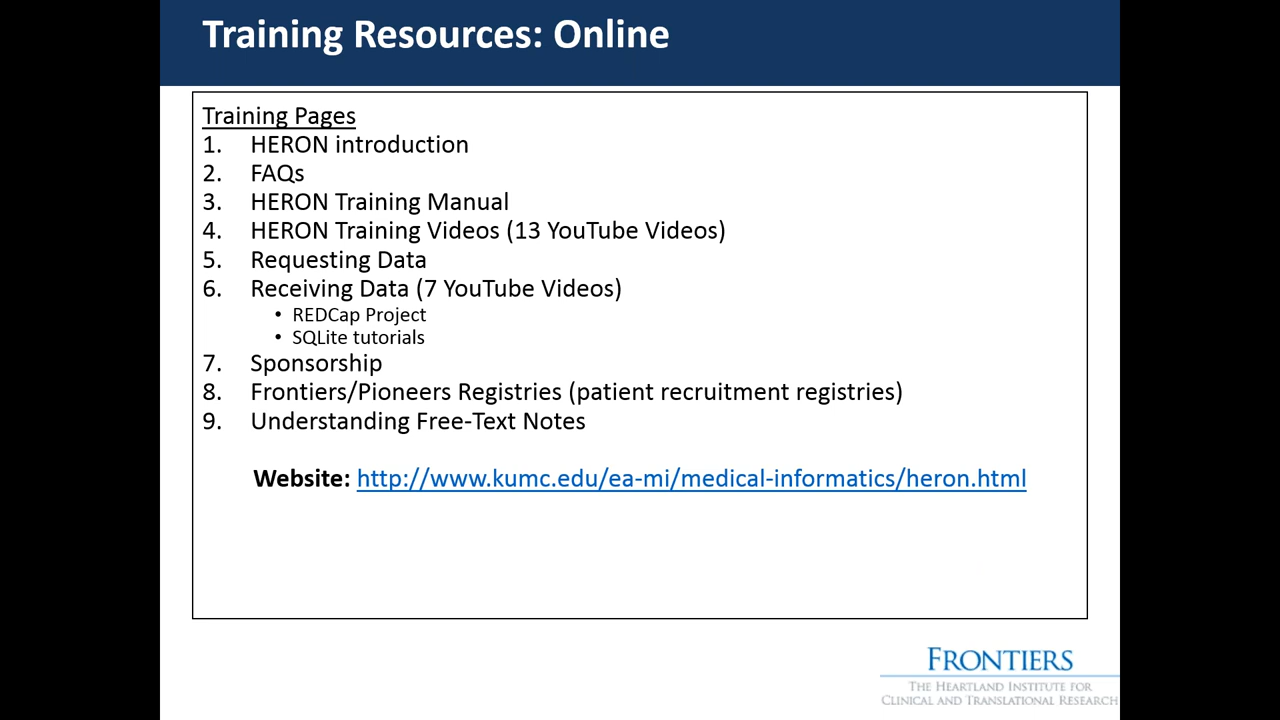 Training Resources: Online
Training Pages
1. HERON introduction
2. FAQs
3. HERON Training Manual
4. HERON Training Videos (13 YouTube Videos)
5. Requesting Data
6. Receiving Data (7 YouTube Videos)
• REDCap Project
• SQLite tutorials
7. Sponsorship
8. Frontiers/Pioneers Registries (patient recruitment registries)
9. Understanding Free-Text Notes
Website: http://www.kumc.edu/ea-mi/medical-informatics/heron.html
FRONTIERS
THE HEARTLAND INSTITUTE FOR
CLINICAL AND TRANSLATIONAL RESEARCH